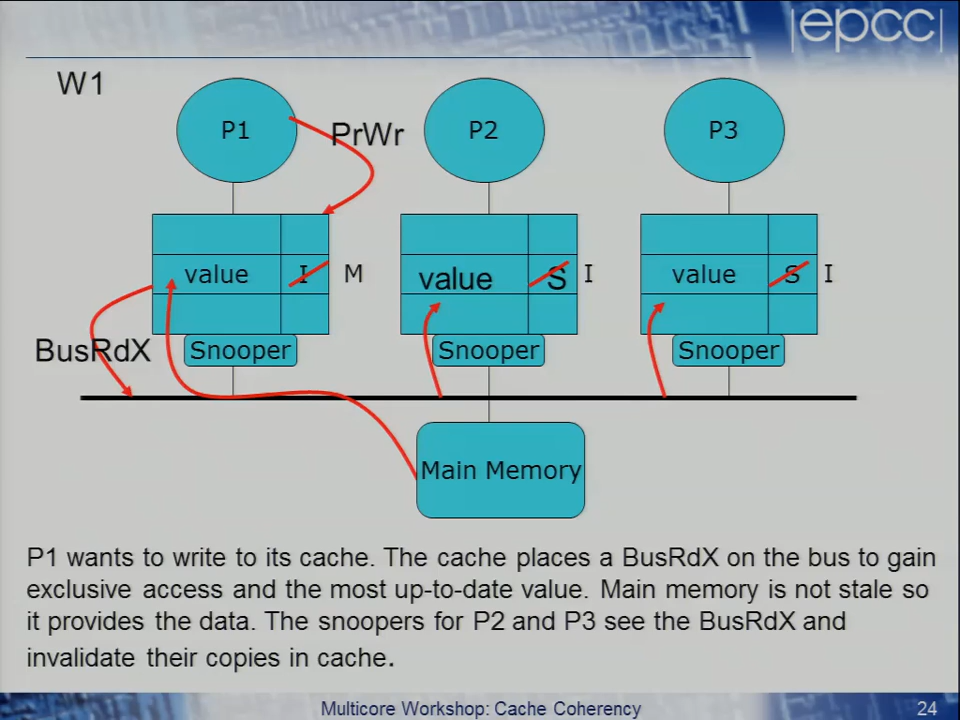 |epcc|
W1
P1
PrWr
P2
P3
value I M
value S I
value S I
BusRdX
Snooper
Snooper
Snooper
Main Memory
P1 wants to write to its cache. The cache places a BusRdX on the bus to gain
exclusive access and the most up-to-date value. Main memory is not stale so
it provides the data. The snoopers for P2 and P3 see the BusRdX and
invalidate their copies in cache.
Multicore Workshop: Cache Coherency
24